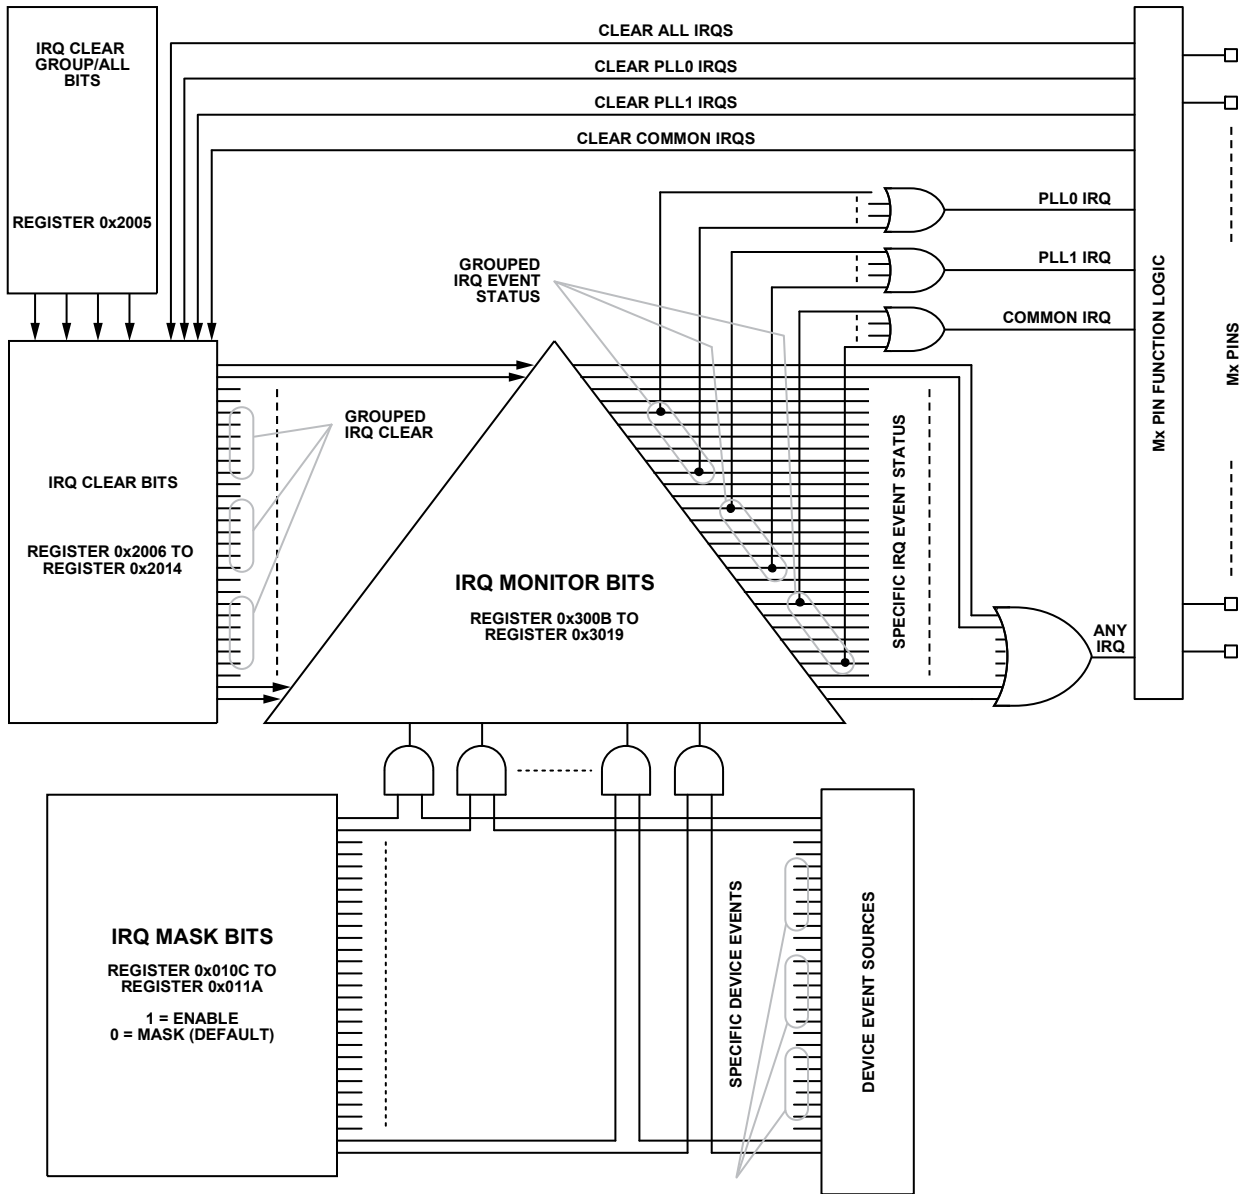 IRQ CLEAR
GROUP/ALL
BITS
REGISTER 0x2005
CLEAR ALL IRQS
CLEAR PLL0 IRQS
CLEAR PLL1 IRQS
CLEAR COMMON IRQS
PLL0 IRQ
PLL1 IRQ
COMMON IRQ
GROUPED
IRQ EVENT
STATUS
Mx PIN FUNCTION LOGIC
Mx PINS
GROUPED
IRQ CLEAR
IRQ CLEAR BITS
REGISTER 0x2006 TO
REGISTER 0x2014
IRQ MONITOR BITS
REGISTER 0x300B TO
REGISTER 0x3019
SPECIFIC IRQ EVENT STATUS
ANY
IRQ
IRQ MASK BITS
REGISTER 0x010C TO
REGISTER 0x011A
1 = ENABLE
0 = MASK (DEFAULT)
SPECIFIC DEVICE EVENTS
DEVICE EVENT SOURCES